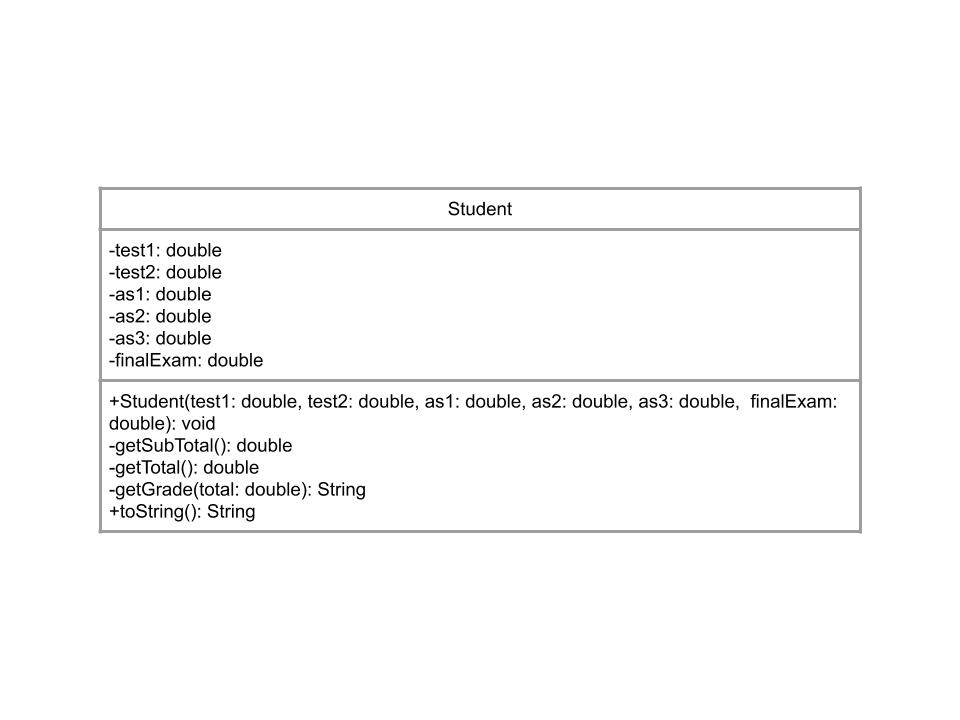 Student
-test1: double
-test2: double
-as1: double
-as2: double
-as3: double
-finalExam: double
+Student(test1: double, test2: double, as1: double, as2: double, as3: double,  finalExam:
double): void
-getSubTotal(): double
-getTotal(): double
-getGrade(total: double): String
+toString(): String